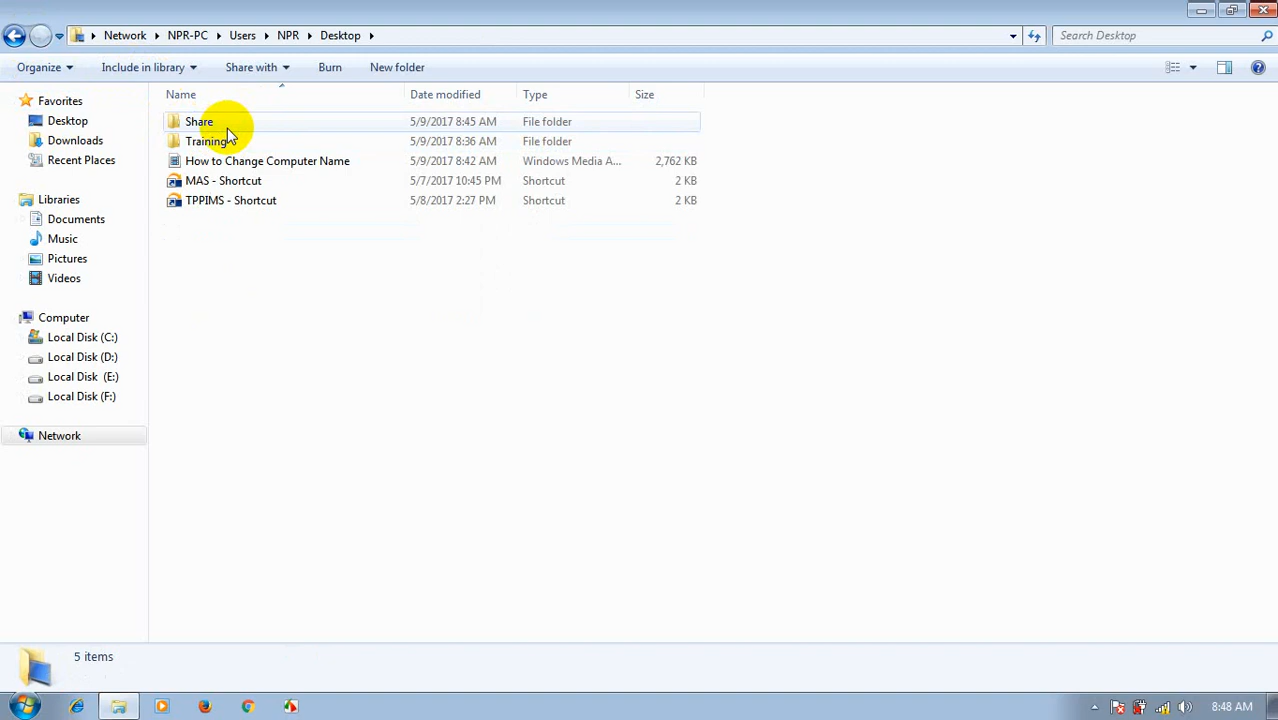 Network NPR-PC Users NPR Desktop Search Desktop
Organize Include in library Share with Burn New folder
Name Date modified Type Size
Favorites
Desktop
Downloads
Recent Places
Libraries
Documents
Music
Pictures
Videos
Computer
Local Disk (C:)
Local Disk (D:)
Local Disk (E:)
Local Disk (F:)
Network
Share 5/9/2017 8:45 AM File folder
Training 5/9/2017 8:36 AM File folder
How to Change Computer Name 5/9/2017 8:42 AM Windows Media A... 2,762 KB
MAS - Shortcut 5/7/2017 10:45 PM Shortcut 2 KB
TPPIMS - Shortcut 5/8/2017 2:27 PM Shortcut 2 KB
5 items
8:48 AM